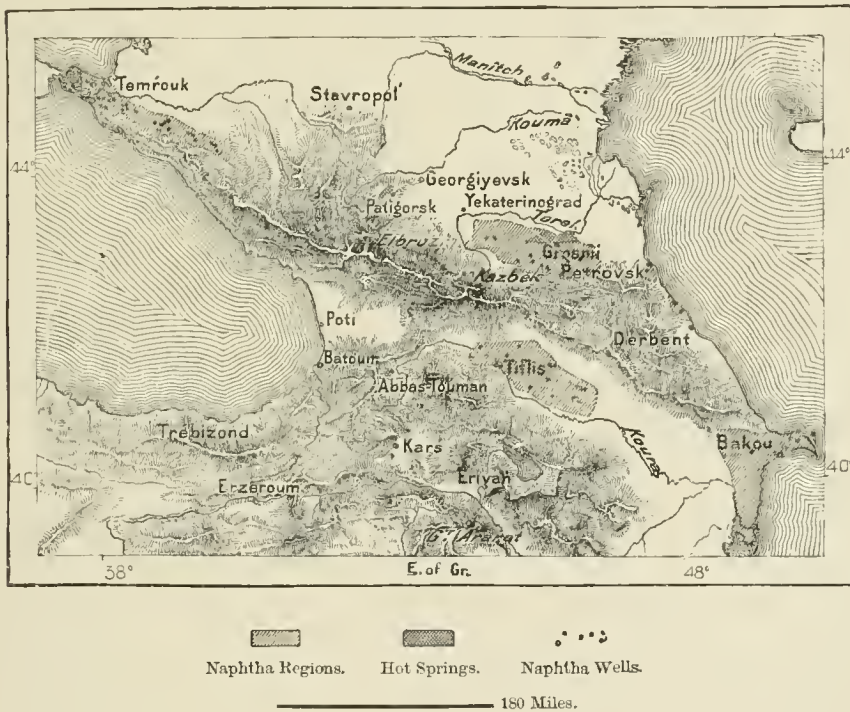 Temrouk
Manitch
Stavropol'
Kouma
44°
44°
Georgiyevsk
Patigorsk
Yekaterinograd
Terek
Elbruz
Grosnii
Petrovsk
Kazbek
Poti
Derbent
Batoum
Tiflis
Abbas-Touman
Trebizond
Kars
Koura
Bakou
40°
Erzeroum
Erivan
40°
Gt. Ararat
38°
E. of Gr.
48°
Naphtha Regions.
Hot Springs.
Naphtha Wells.
180 Miles.